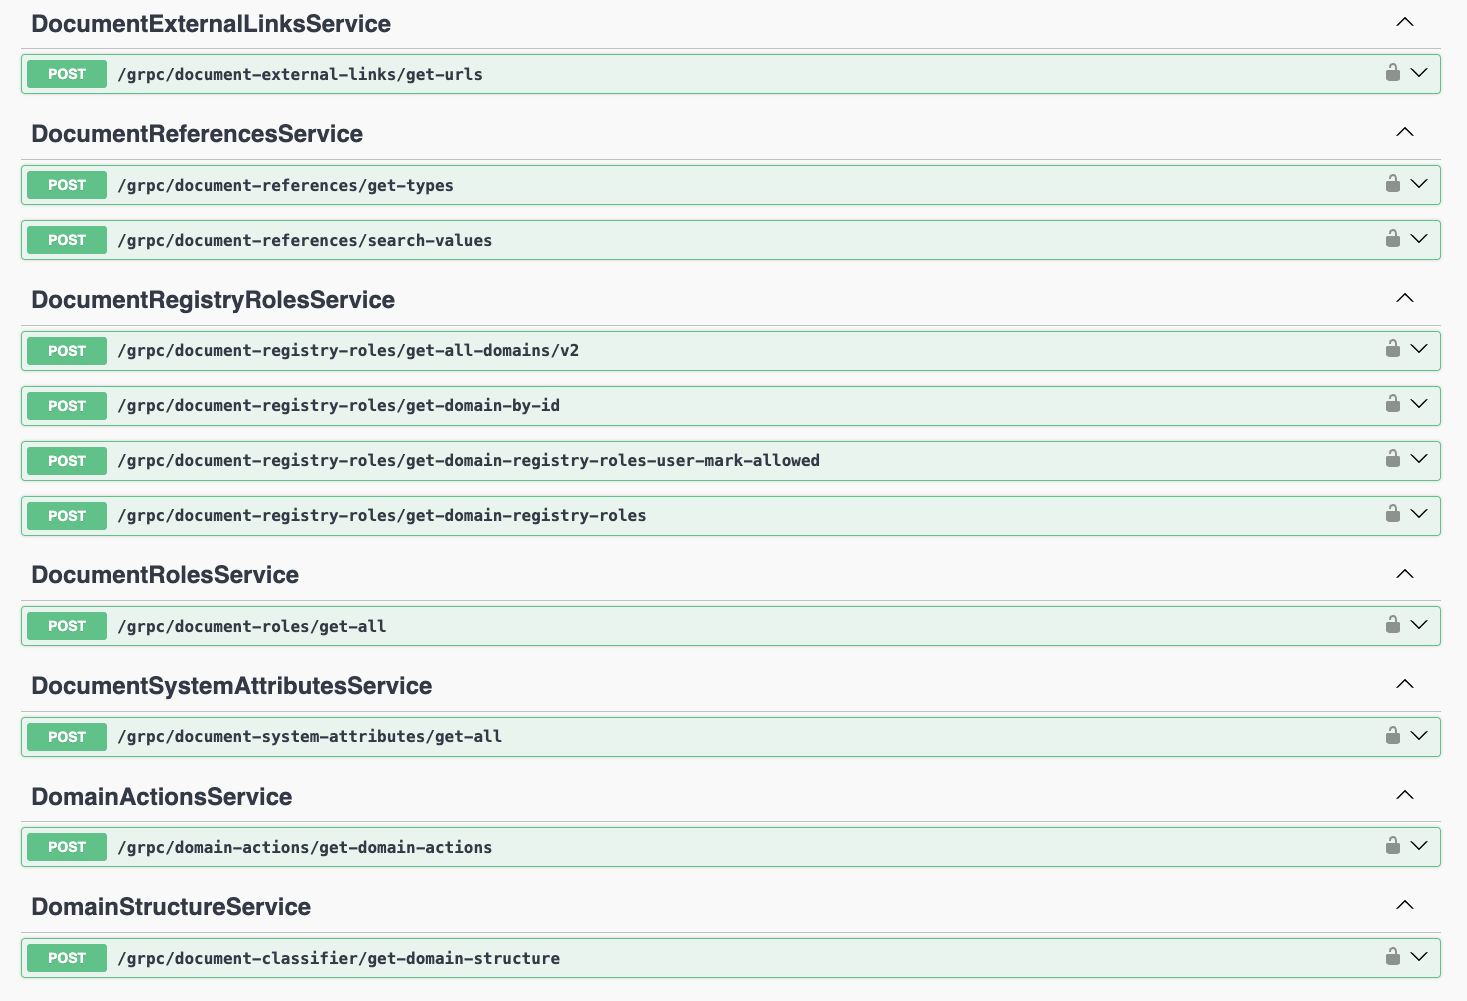 DocumentExternalLinksService
POST /grpc/document-external-links/get-urls
DocumentReferencesService
POST /grpc/document-references/get-types
POST /grpc/document-references/search-values
DocumentRegistryRolesService
POST /grpc/document-registry-roles/get-all-domains/v2
POST /grpc/document-registry-roles/get-domain-by-id
POST /grpc/document-registry-roles/get-domain-registry-roles-user-mark-allowed
POST /grpc/document-registry-roles/get-domain-registry-roles
DocumentRolesService
POST /grpc/document-roles/get-all
DocumentSystemAttributesService
POST /grpc/document-system-attributes/get-all
DomainActionsService
POST /grpc/domain-actions/get-domain-actions
DomainStructureService
POST /grpc/document-classifier/get-domain-structure